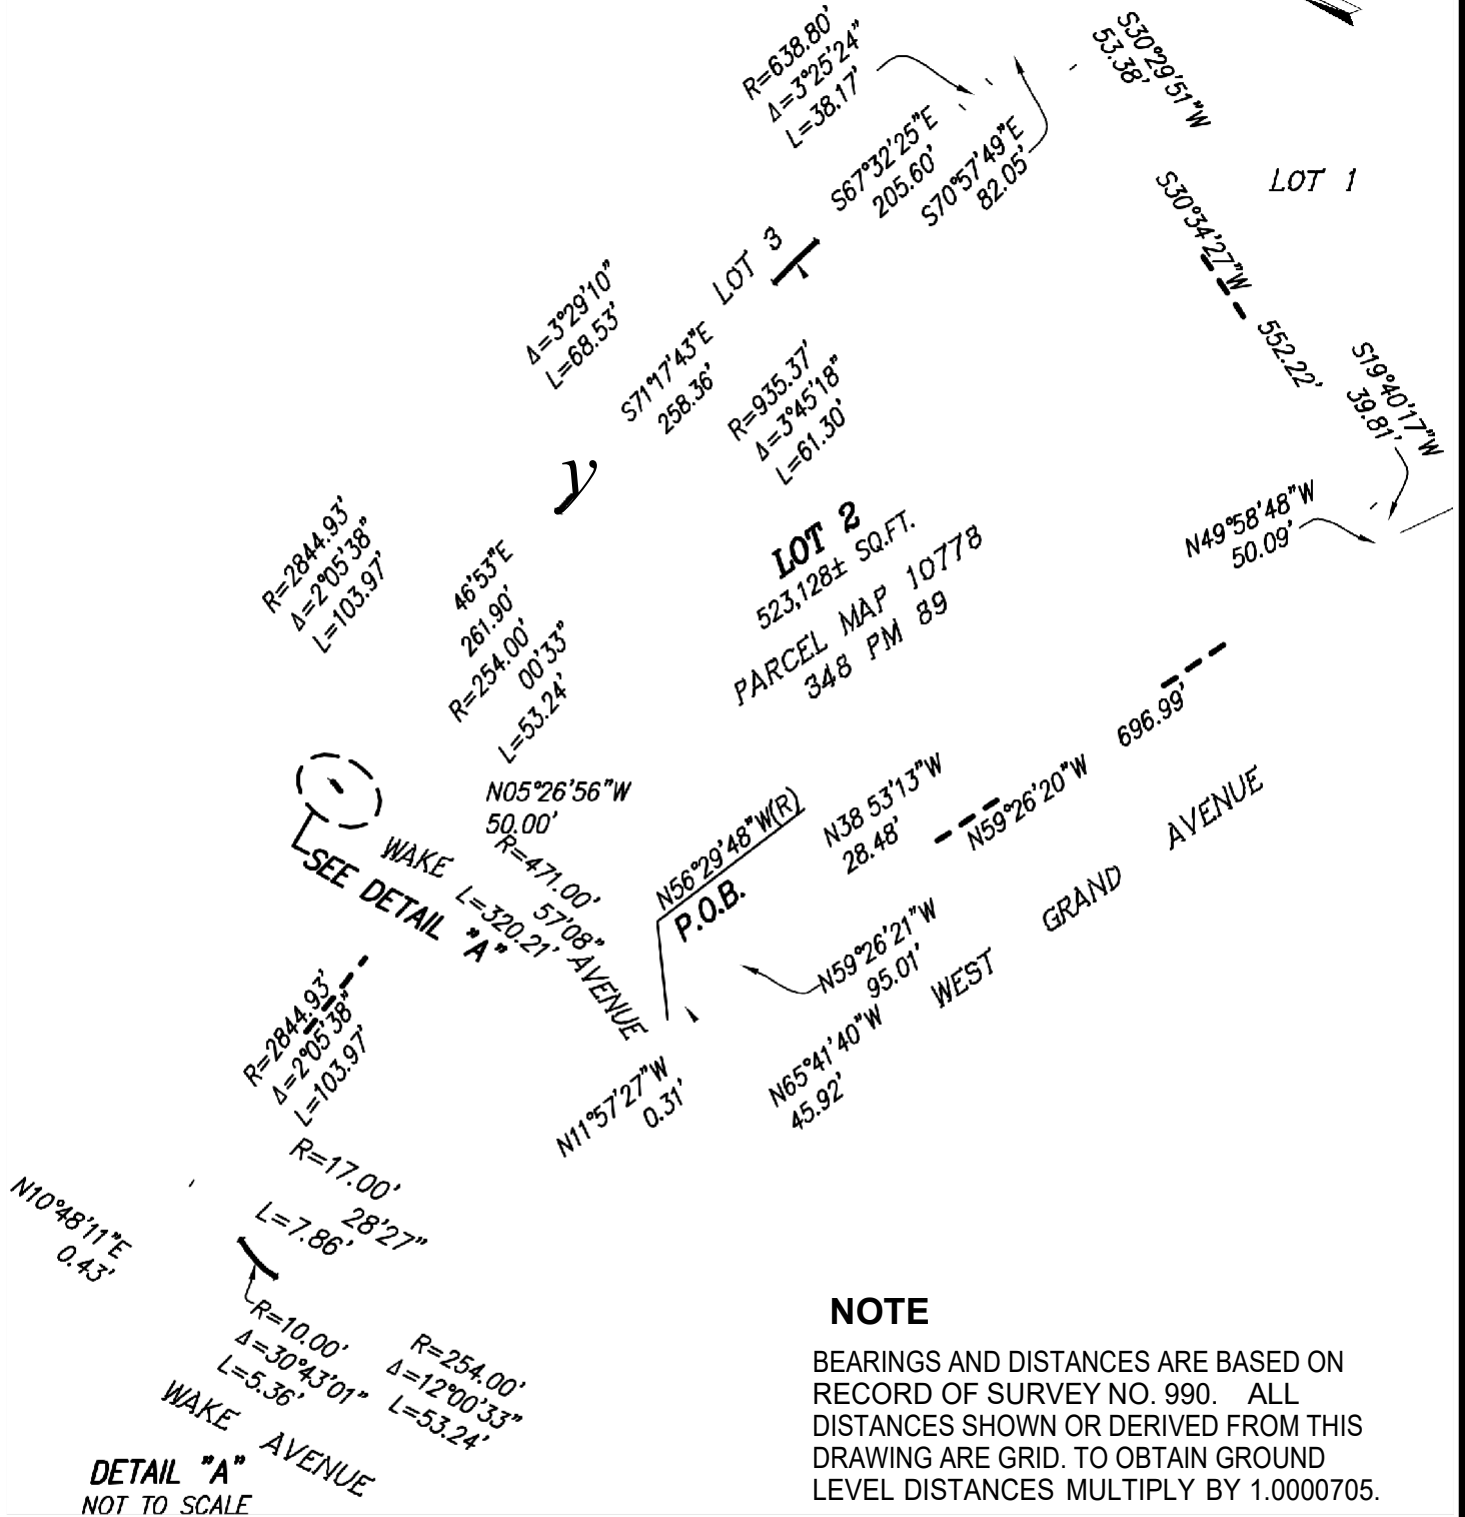 R=638.80'
Δ=3°25'24"
L=38.17'
S30°29'51"W
53.38'
S67°32'25"E
205.60'
S70°57'49"E
82.05'
LOT 1
S30°34'27"W
552.22'
LOT 3
Δ=3°29'10"
L=68.53'
S71°17'43"E
258.36'
R=935.37'
Δ=3°45'18"
L=61.30'
S19°40'17"W
39.81'
y
N49°58'48"W
50.09'
R=2844.93'
Δ=2°05'38"
L=103.97'
46'53"E
261.90'
R=254.00'
00'33"
L=53.24'
LOT 2
523,128± SQ.FT.
PARCEL MAP 10778
348 PM 89
696.99'
N05°26'56"W
50.00'
R=471.00'
57'08"
L=320.21'
WAKE AVENUE
SEE DETAIL "A"
N56°29'48"W(R)
P.O.B.
N38 53'13"W
28.48'
N59°26'20"W
WEST GRAND AVENUE
N59°26'21"W
95.01'
N65°41'40"W
45.92'
N11°57'27"W
0.31'
R=2844.93'
Δ=2°05'38"
L=103.97'
R=17.00'
28'27"
L=7.86'
N10°48'11"E
0.43'
R=10.00'
Δ=30°43'01"
L=5.36'
R=254.00'
Δ=12°00'33"
L=53.24'
WAKE AVENUE
DETAIL "A"
NOT TO SCALE
NOTE
BEARINGS AND DISTANCES ARE BASED ON
RECORD OF SURVEY NO. 990. ALL
DISTANCES SHOWN OR DERIVED FROM THIS
DRAWING ARE GRID. TO OBTAIN GROUND
LEVEL DISTANCES MULTIPLY BY 1.0000705.